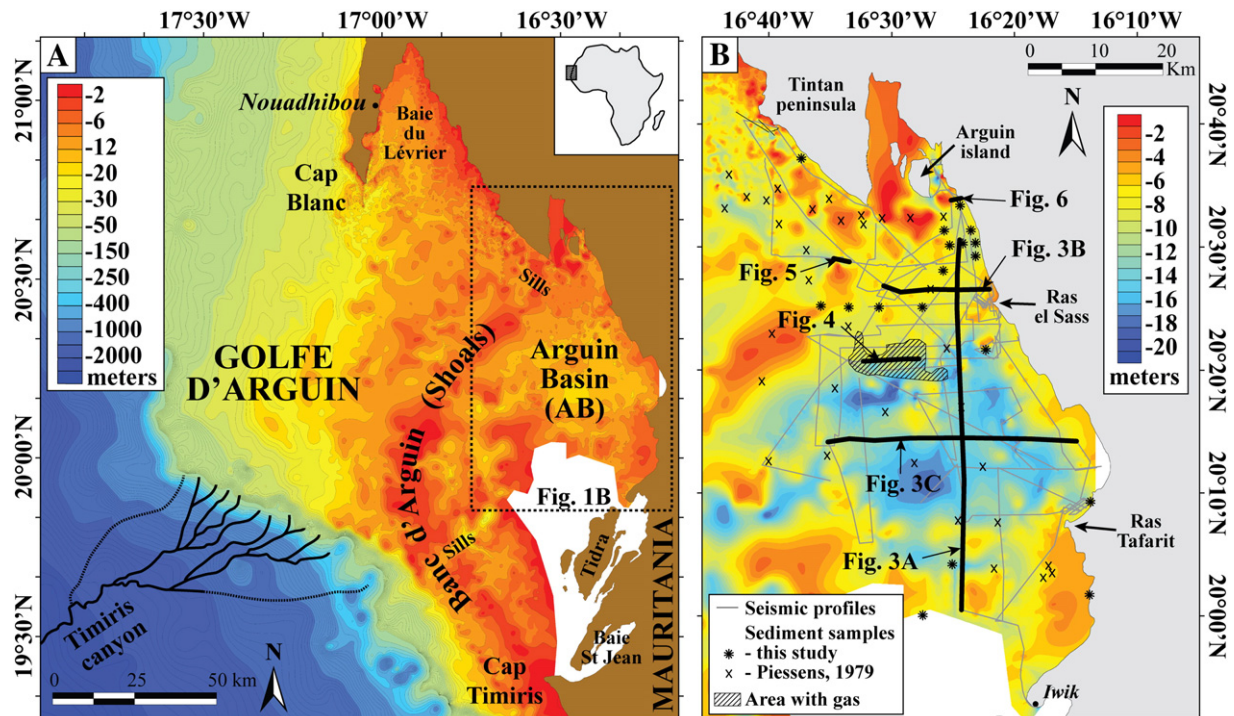 17°30'W
17°00'W
16°30'W
A
21°00'N
20°30'N
20°00'N
19°30'N
-2
-6
-12
-20
-30
-50
-150
-250
-400
-1000
-2000
meters
Nouadhibou
Baie
du
Lévrier
Cap
Blanc
Sills
GOLFE
D'ARGUIN
Banc d'Arguin (Shoals)
Arguin
Basin
(AB)
Fig. 1B
Sills
Tidra
Baie
St Jean
MAURITANIA
Timiris
canyon
Cap
Timiris
N
0 25 50 km
16°40'W
16°30'W
16°20'W
16°10'W
B
0 10 20
Km
N
Tintan
peninsula
Arguin
island
20°40'N
20°30'N
20°20'N
20°10'N
20°00'N
-2
-4
-6
-8
-10
-12
-14
-16
-18
-20
meters
Fig. 6
Fig. 3B
Fig. 5
Ras
el Sass
Fig. 4
Fig. 3C
Ras
Tafarit
Fig. 3A
Iwik
Seismic profiles
Sediment samples
- this study
- Piessens, 1979
Area with gas